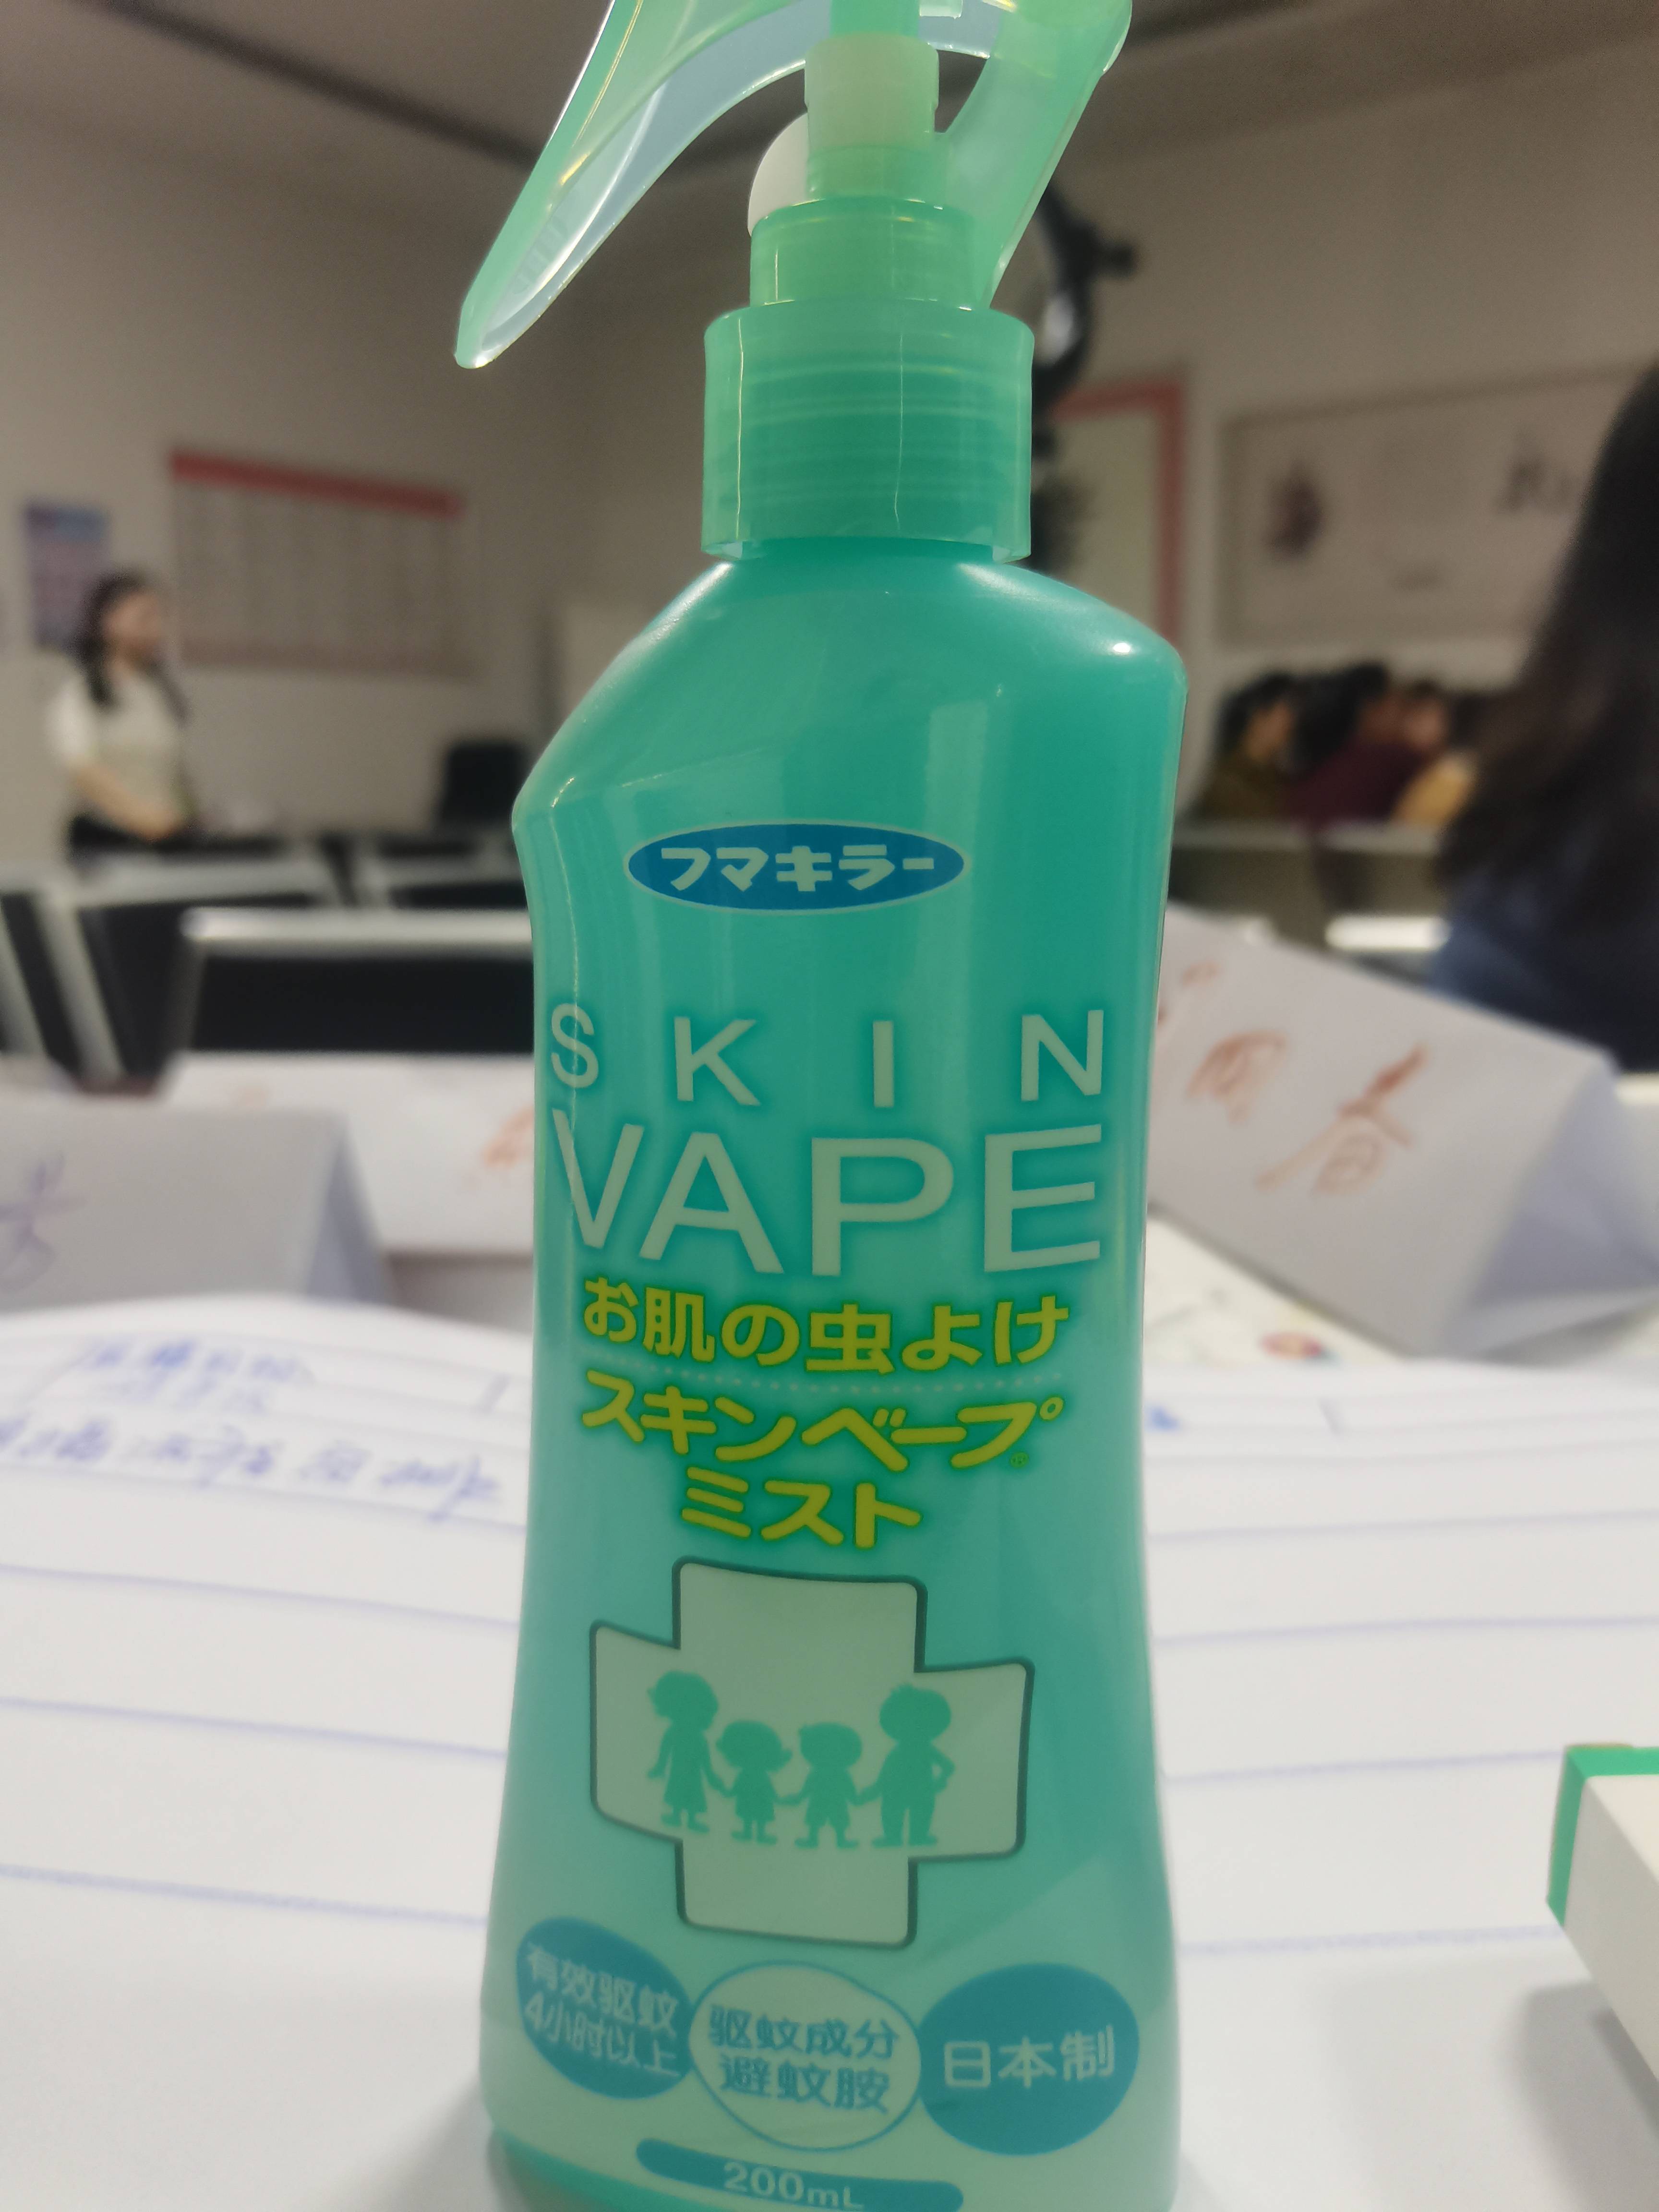 フマキラー
SKIN
VAPE
お肌の虫よけ
スキンベープ®
ミスト
有效驱蚊
4小时以上
驱蚊成分
避蚊胺
日本制
200mL
春